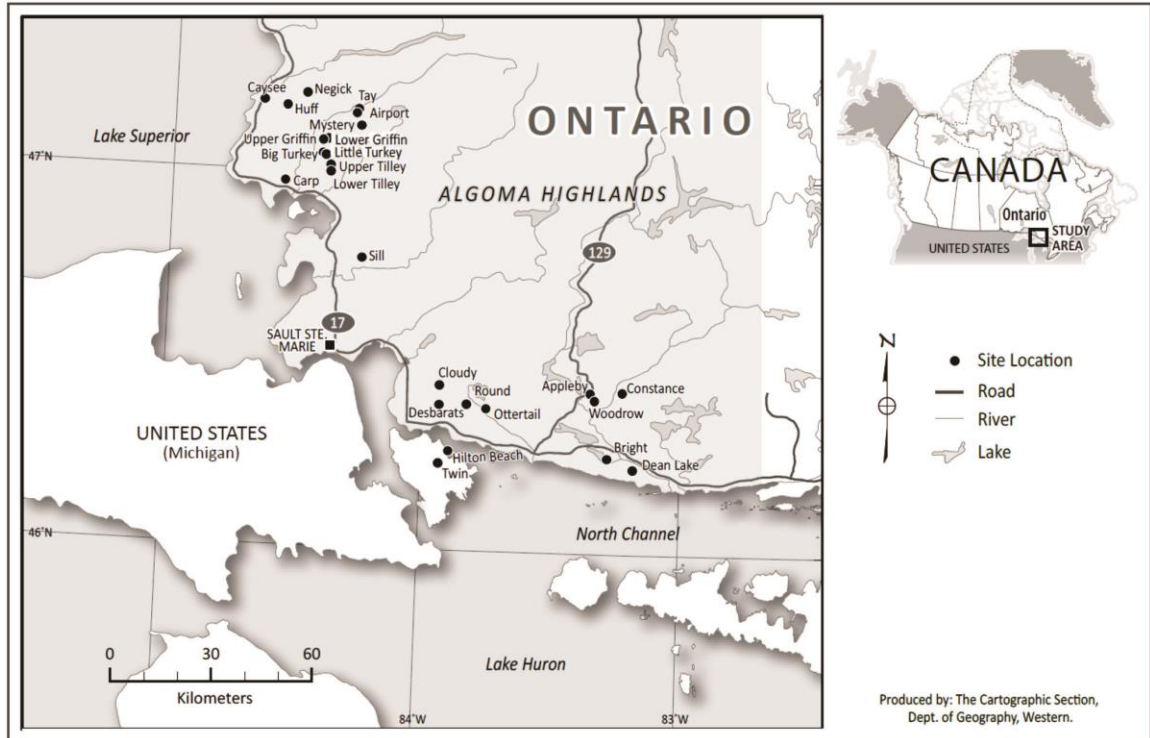 Caysee
Negick
Huff
Tay
Airport
Mystery
Upper Griffin
Lower Griffin
Big Turkey
Little Turkey
Upper Tilley
Lower Tilley
Carp
Lake Superior
47°N
ONTARIO
ALGOMA HIGHLANDS
Sill
129
17
SAULT STE.
MARIE
Cloudy
Round
Desbarats
Ottertail
Appleby
Constance
Woodrow
Bright
Dean Lake
Hilton Beach
Twin
UNITED STATES
(Michigan)
46°N
North Channel
Lake Huron
0 30 60
Kilometers
84°W
83°W
CANADA
Ontario
STUDY
AREA
UNITED STATES
N
Site Location
Road
River
Lake
Produced by: The Cartographic Section,
Dept. of Geography, Western.